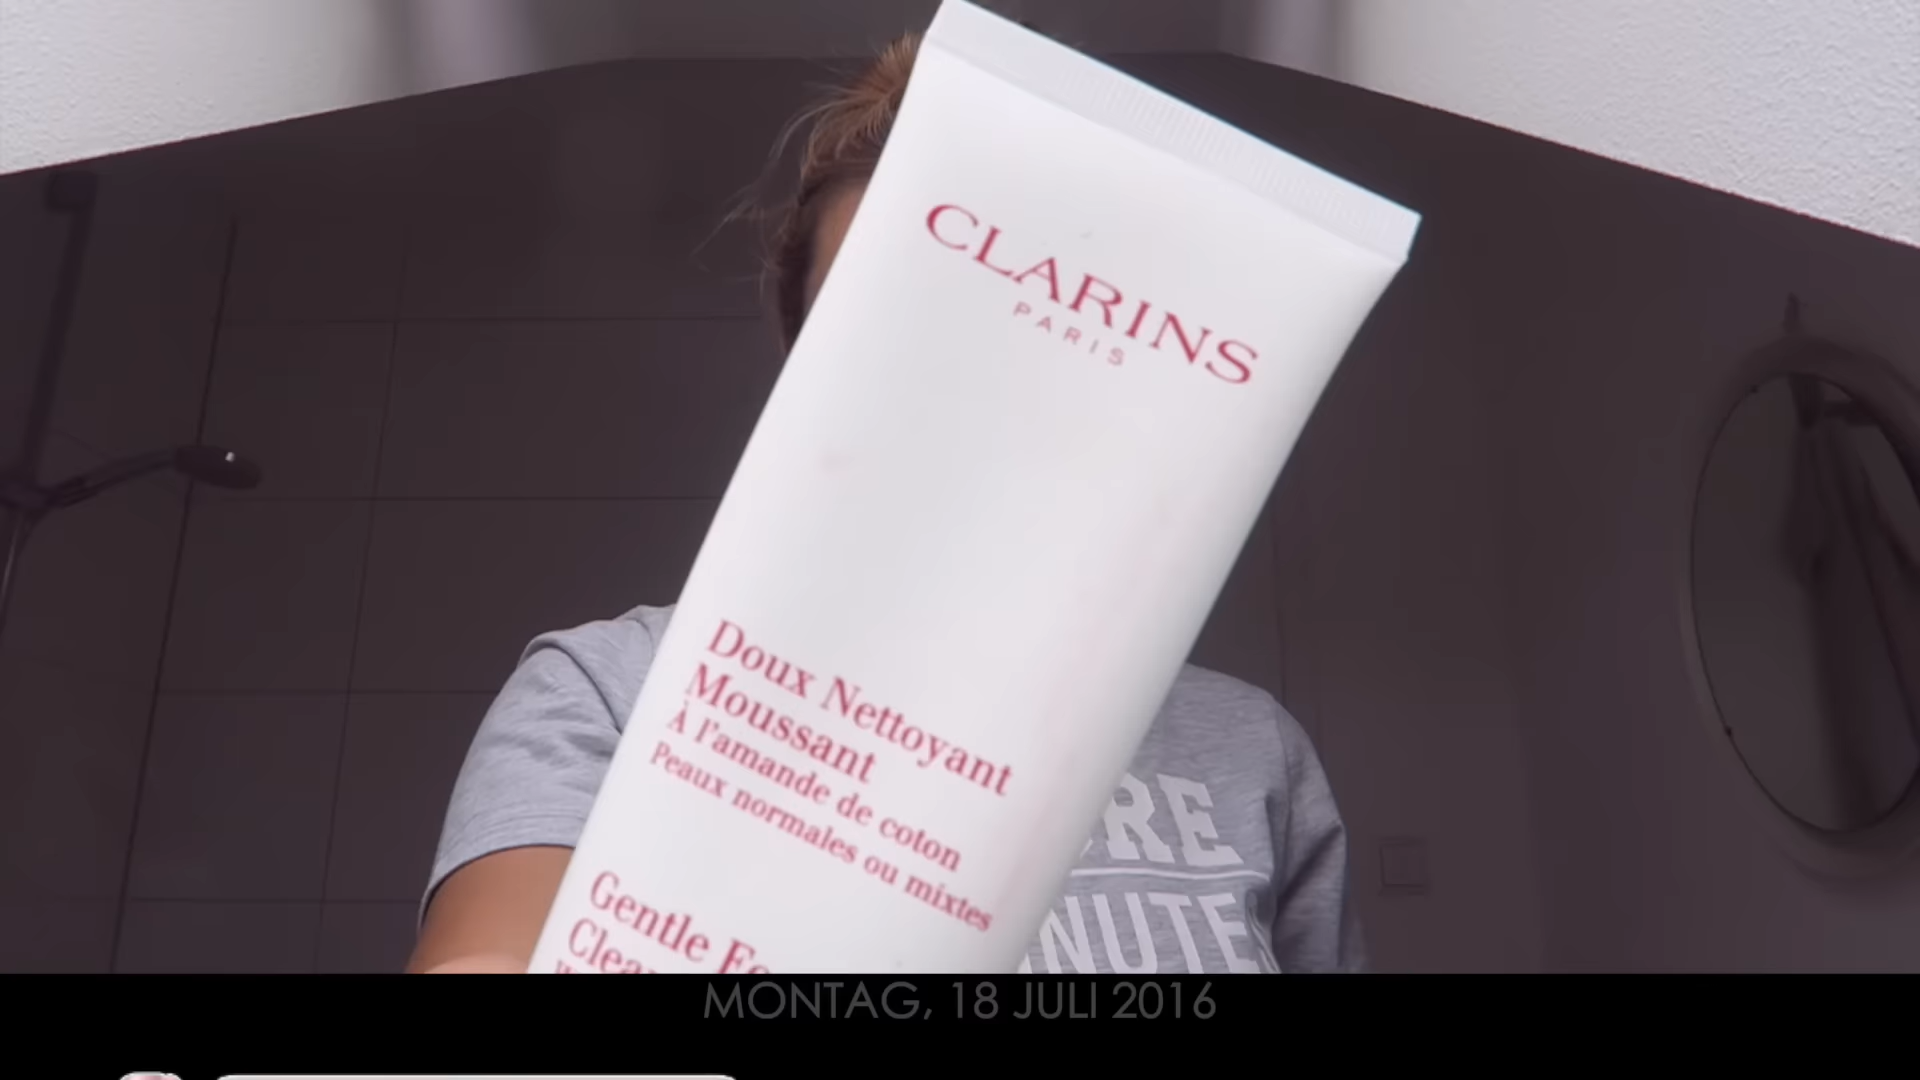 CLARINS
PARIS
Doux Nettoyant
Moussant
À l'amande de coton
Peaux normales ou mixtes
Gentle
MONTAG, 18 JULI 2016